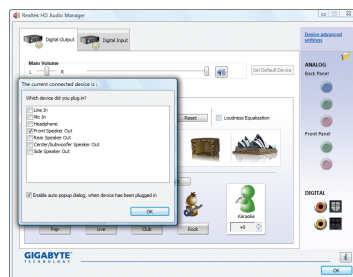 Realtek HD Audio Manager
Digital Output
Digital Input
Device advanced
settings
Main Volume
L
R
Set Default Device
ANALOG
Back Panel
The current connected device is :
Which device did you plug in?
Line In
Mic In
Headphone
Front Speaker Out
Rear Speaker Out
Center/Subwoofer Speaker Out
Side Speaker Out
Enable auto popup dialog, when device has been plugged in
OK
Reset
Loudness Equalization
Front Panel
Karaoke
+0
DIGITAL
Pop
Live
Club
Rock
GIGABYTE
TECHNOLOGY
OK